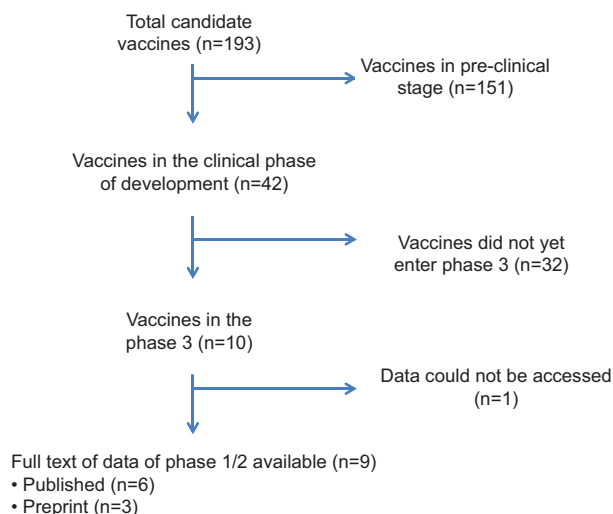 Total candidate
vaccines (n=193)
Vaccines in pre-clinical
stage (n=151)
Vaccines in the clinical phase
of development (n=42)
Vaccines did not yet
enter phase 3 (n=32)
Vaccines in the
phase 3 (n=10)
Data could not be accessed
(n=1)
Full text of data of phase 1/2 available (n=9)
• Published (n=6)
• Preprint (n=3)